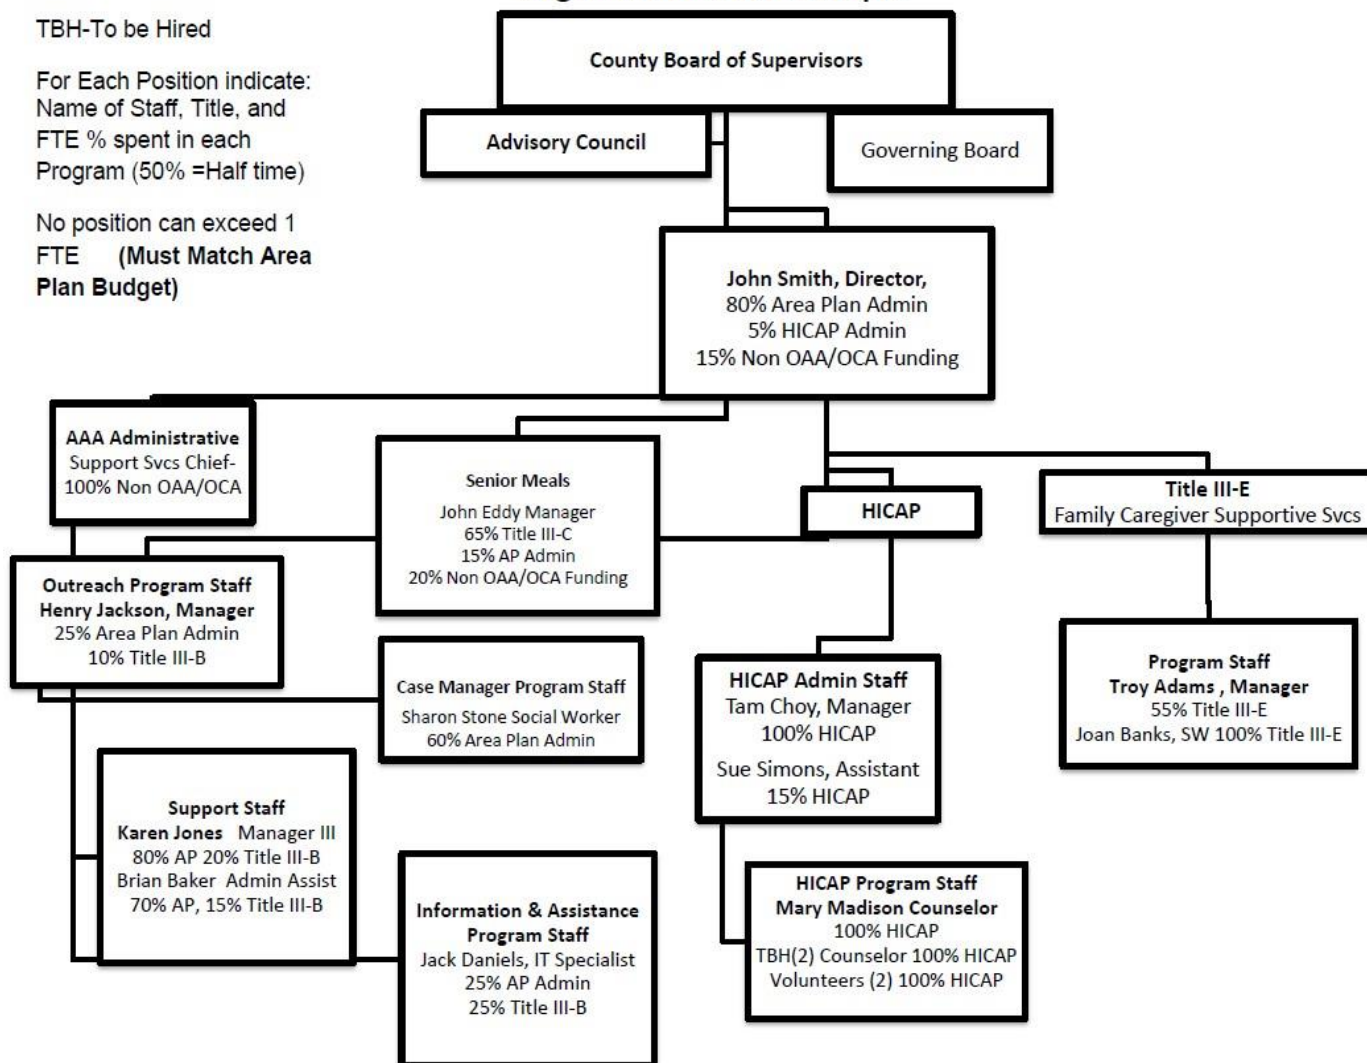 TBH-To be Hired
For Each Position indicate:
Name of Staff, Title, and
FTE % spent in each
Program (50% =Half time)
No position can exceed 1
FTE (Must Match Area
Plan Budget)
County Board of Supervisors
Advisory Council
Governing Board
John Smith, Director,
80% Area Plan Admin
5% HICAP Admin
15% Non OAA/OCA Funding
AAA Administrative
Support Svcs Chief-
100% Non OAA/OCA
Senior Meals
John Eddy Manager
65% Title III-C
15% AP Admin
20% Non OAA/OCA Funding
HICAP
Title III-E
Family Caregiver Supportive Svcs
Outreach Program Staff
Henry Jackson, Manager
25% Area Plan Admin
10% Title III-B
Case Manager Program Staff
Sharon Stone Social Worker
60% Area Plan Admin
HICAP Admin Staff
Tam Choy, Manager
100% HICAP
Sue Simons, Assistant
15% HICAP
Program Staff
Troy Adams , Manager
55% Title III-E
Joan Banks, SW 100% Title III-E
Support Staff
Karen Jones Manager III
80% AP 20% Title III-B
Brian Baker Admin Assist
70% AP, 15% Title III-B
Information & Assistance
Program Staff
Jack Daniels, IT Specialist
25% AP Admin
25% Title III-B
HICAP Program Staff
Mary Madison Counselor
100% HICAP
TBH(2) Counselor 100% HICAP
Volunteers (2) 100% HICAP